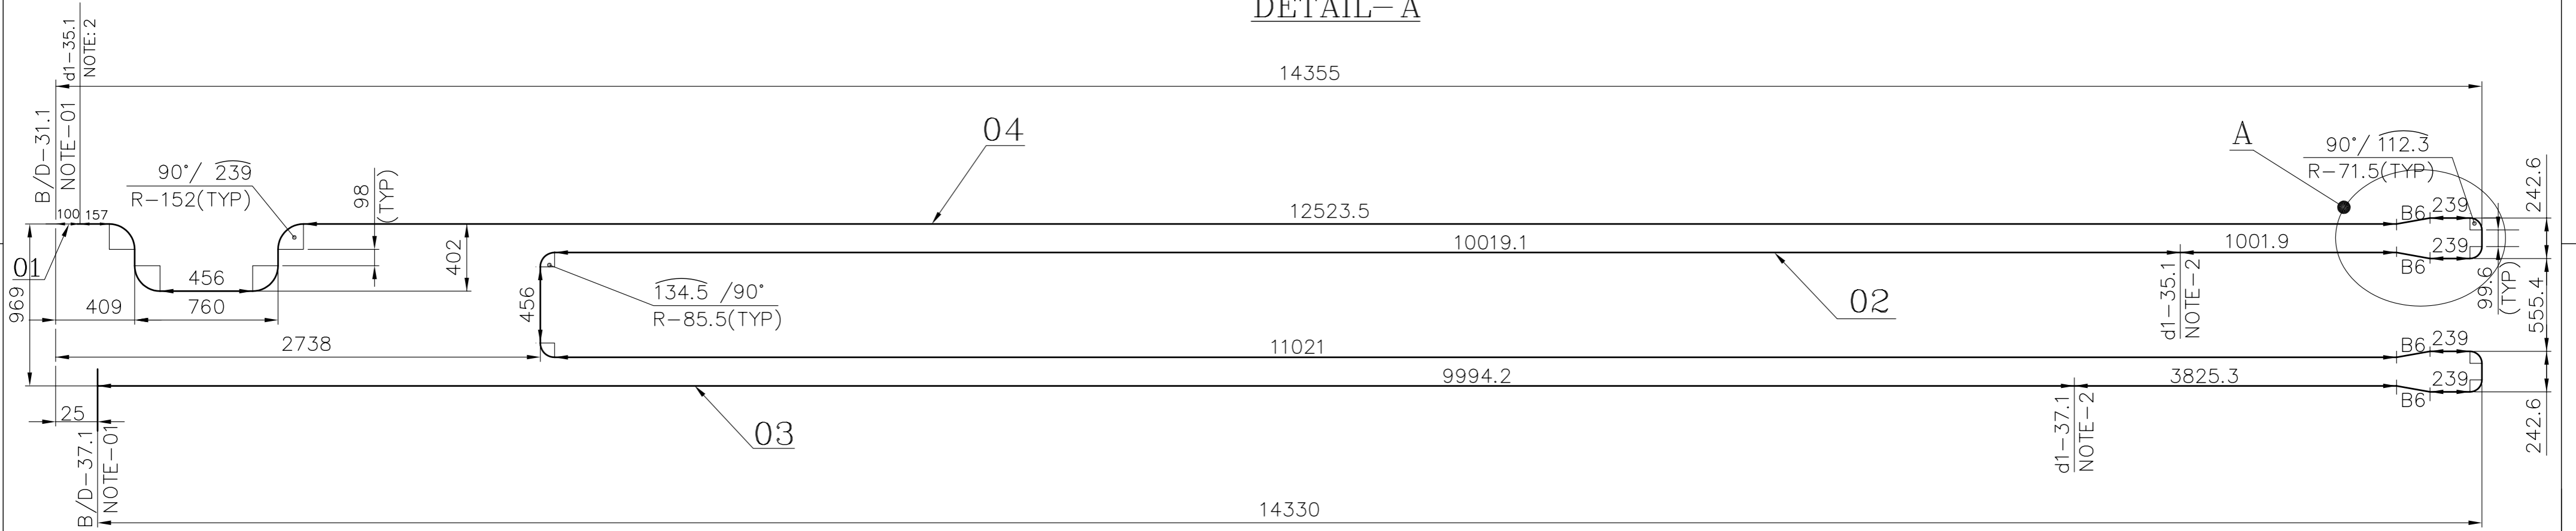 DETAIL-A
d1-35.1
NOTE:2
14355
B/D-31.1
NOTE-01
04
A
90°/ 239
R-152(TYP)
98
(TYP)
90°/ 112.3
R-71.5(TYP)
242.6
100
157
12523.5
B6
239
01
402
10019.1
1001.9
B6
239
969
456
409
760
456
134.5 /90°
R-85.5(TYP)
02
d1-35.1
NOTE-2
99.6
(TYP)
555.4
2738
11021
B6
239
9994.2
3825.3
B6
239
25
03
B/D-37.1
NOTE-01
d1-37.1
NOTE-2
242.6
14330